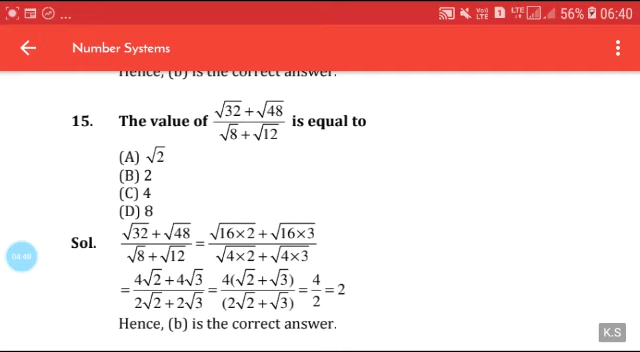 ... 56% 06:40
Number Systems
Hence, (b) is the correct answer.
15. The value of (√32 + √48)/(√8 + √12) is equal to
(A) √2
(B) 2
(C) 4
(D) 8
Sol. (√32 + √48)/(√8 + √12) = (√16×2 + √16×3)/(√4×2 + √4×3)
= (4√2 + 4√3)/(2√2 + 2√3) = 4(√2 + √3)/(2√2 + √3) = 4/2 = 2
04:49
Hence, (b) is the correct answer.
K.S